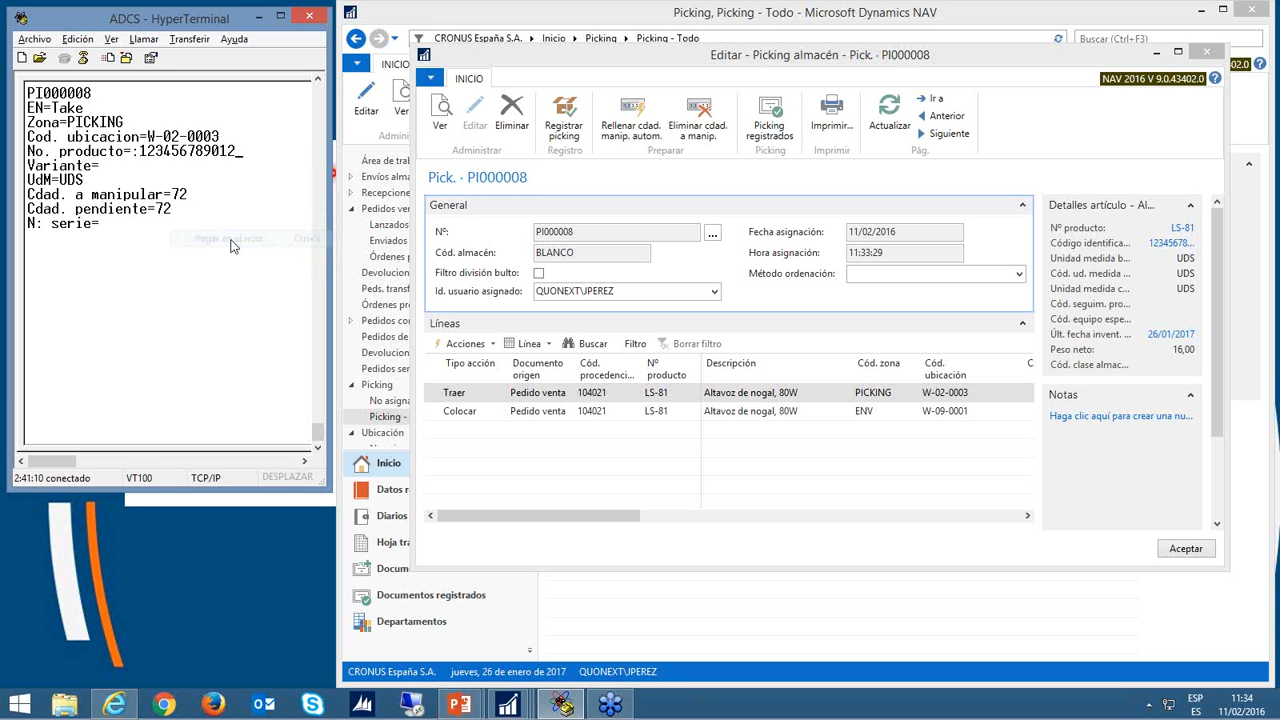 ADCS - HyperTerminal
Archivo Edición Ver Llamar Transferir Ayuda
PI000008
EN=Take
Zona=PICKING
Cod. ubicacion=W-02-0003
No. producto=:123456789012_
Variante=
UdM=UDS
Cdad. a manipular=72
Cdad. pendiente=72
N: serie=
Ctrl+V
2:41:10 conectado VT100 TCP/IP DESPLAZAR
Picking, Picking - Todo - Microsoft Dynamics NAV
CRONUS España S.A. Inicio Picking Picking - Todo
Buscar (Ctrl+F3)
INICIO
Editar Ver
Área de tra
Envíos alma
Recepcione
Pedidos ver
Lanzados
Enviados
Órdenes p
Devolucion
Peds. transf
Órdenes pr
Pedidos co
Pedidos de
Devolucion
Pedidos ser
Picking
No asigna
Picking -
Ubicación
Inicio
Datos r
Diarios
Hoja tra
Docum
Documentos registrados
Departamentos
Editar - Picking almacén - Pick. · PI000008
INICIO
NAV 2016 V 9.0.43402.0
Ver
Editar
Eliminar
Administrar
Registrar picking
Registro
Rellenar cdad. manip. autom.
Eliminar cdad. a manip.
Preparar
Picking registrados
Picking
Imprimir...
Imprimir
Actualizar
Ir a
Anterior
Siguiente
Pág.
Pick. · PI000008
General
Nº: PI000008
Cód. almacén: BLANCO
Filtro división bulto:
Id. usuario asignado: QUONEXT\JPEREZ
Fecha asignación: 11/02/2016
Hora asignación: 11:33:29
Método ordenación:
Líneas
Acciones Línea Buscar Filtro Borrar filtro
Tipo acción Documento origen Cód. procedenci... Nº producto Descripción Cód. zona Cód. ubicación C
Traer Pedido venta 104021 LS-81 Altavoz de nogal, 80W PICKING W-02-0003
Colocar Pedido venta 104021 LS-81 Altavoz de nogal, 80W ENV W-09-0001
Detalles artículo - Al...
Nº producto: LS-81
Código identifica... 12345678...
Unidad medida b... UDS
Cód. ud. medida ... UDS
Unidad medida c... UDS
Cód. seguim. pro...
Cód. equipo espe...
Últ. fecha invent. ... 26/01/2017
Peso neto: 16,00
Cód. clase almac...
Notas
Haga clic aquí para crear una nu...
Aceptar
CRONUS España S.A. jueves, 26 de enero de 2017 QUONEXT\JPEREZ
ESP
ES
11:34
11/02/2016